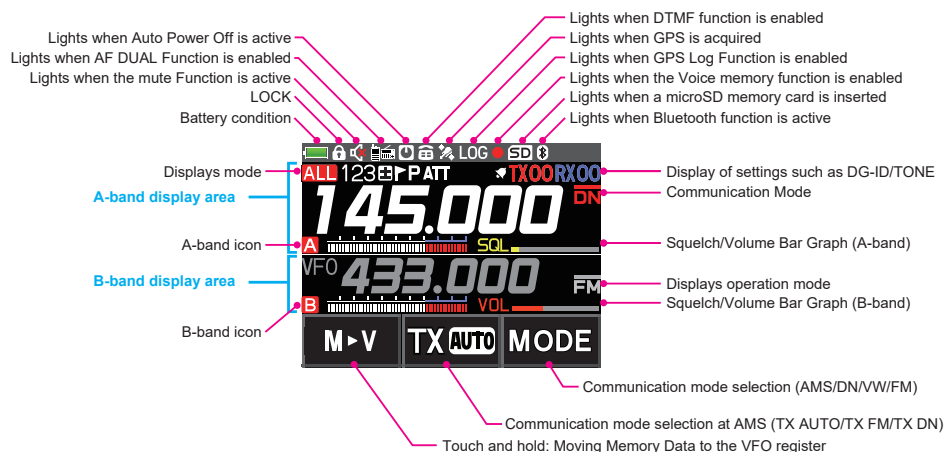 Lights when DTMF function is enabled
Lights when Auto Power Off is active
Lights when GPS is acquired
Lights when AF DUAL Function is enabled
Lights when GPS Log Function is enabled
Lights when the mute Function is active
Lights when the Voice memory function is enabled
LOCK
Lights when a microSD memory card is inserted
Battery condition
Lights when Bluetooth function is active
LOG SD
Displays mode
ALL 123 P ATT TX00 RX00
Display of settings such as DG-ID/TONE
A-band display area
145.000
DN
Communication Mode
A-band icon
A
SQL
Squelch/Volume Bar Graph (A-band)
B-band display area
VFO
433.000
FM
Displays operation mode
B
VOL
Squelch/Volume Bar Graph (B-band)
B-band icon
M►V
TX AUTO
MODE
Communication mode selection (AMS/DN/VW/FM)
Communication mode selection at AMS (TX AUTO/TX FM/TX DN)
Touch and hold: Moving Memory Data to the VFO register